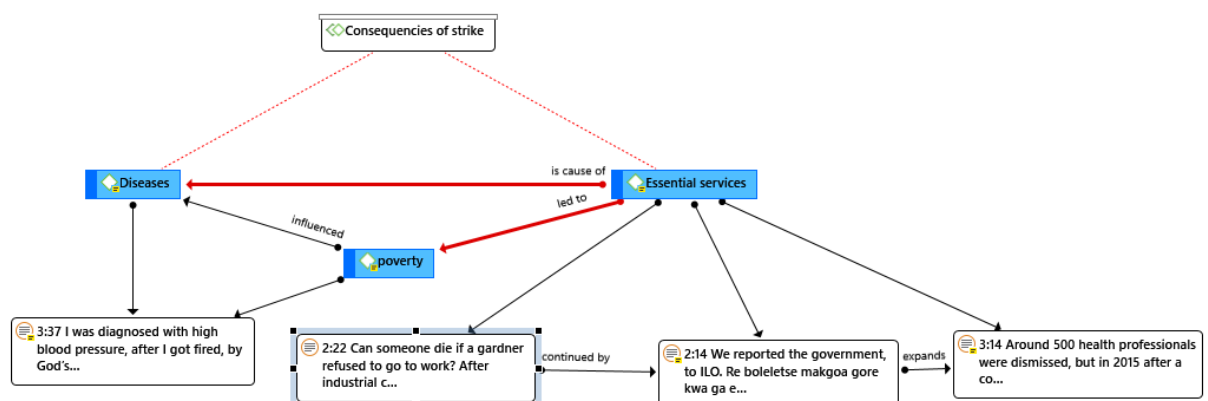 Consequencies of strike
Diseases
is cause of
Essential services
led to
influenced
poverty
3:37 I was diagnosed with high
blood pressure, after I got fired, by
God's...
2:22 Can someone die if a gardner
refused to go to work? After
industrial c...
continued by
2:14 We reported the government,
to ILO. Re boleletse makgoa gore
kwa ga e...
expands
3:14 Around 500 health professionals
were dismissed, but in 2015 after a
co...